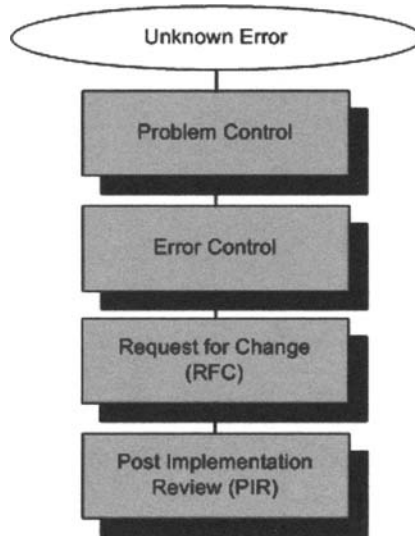 Unknown Error
Problem Control
Error Control
Request for Change
(RFC)
Post Implementation
Review (PIR)